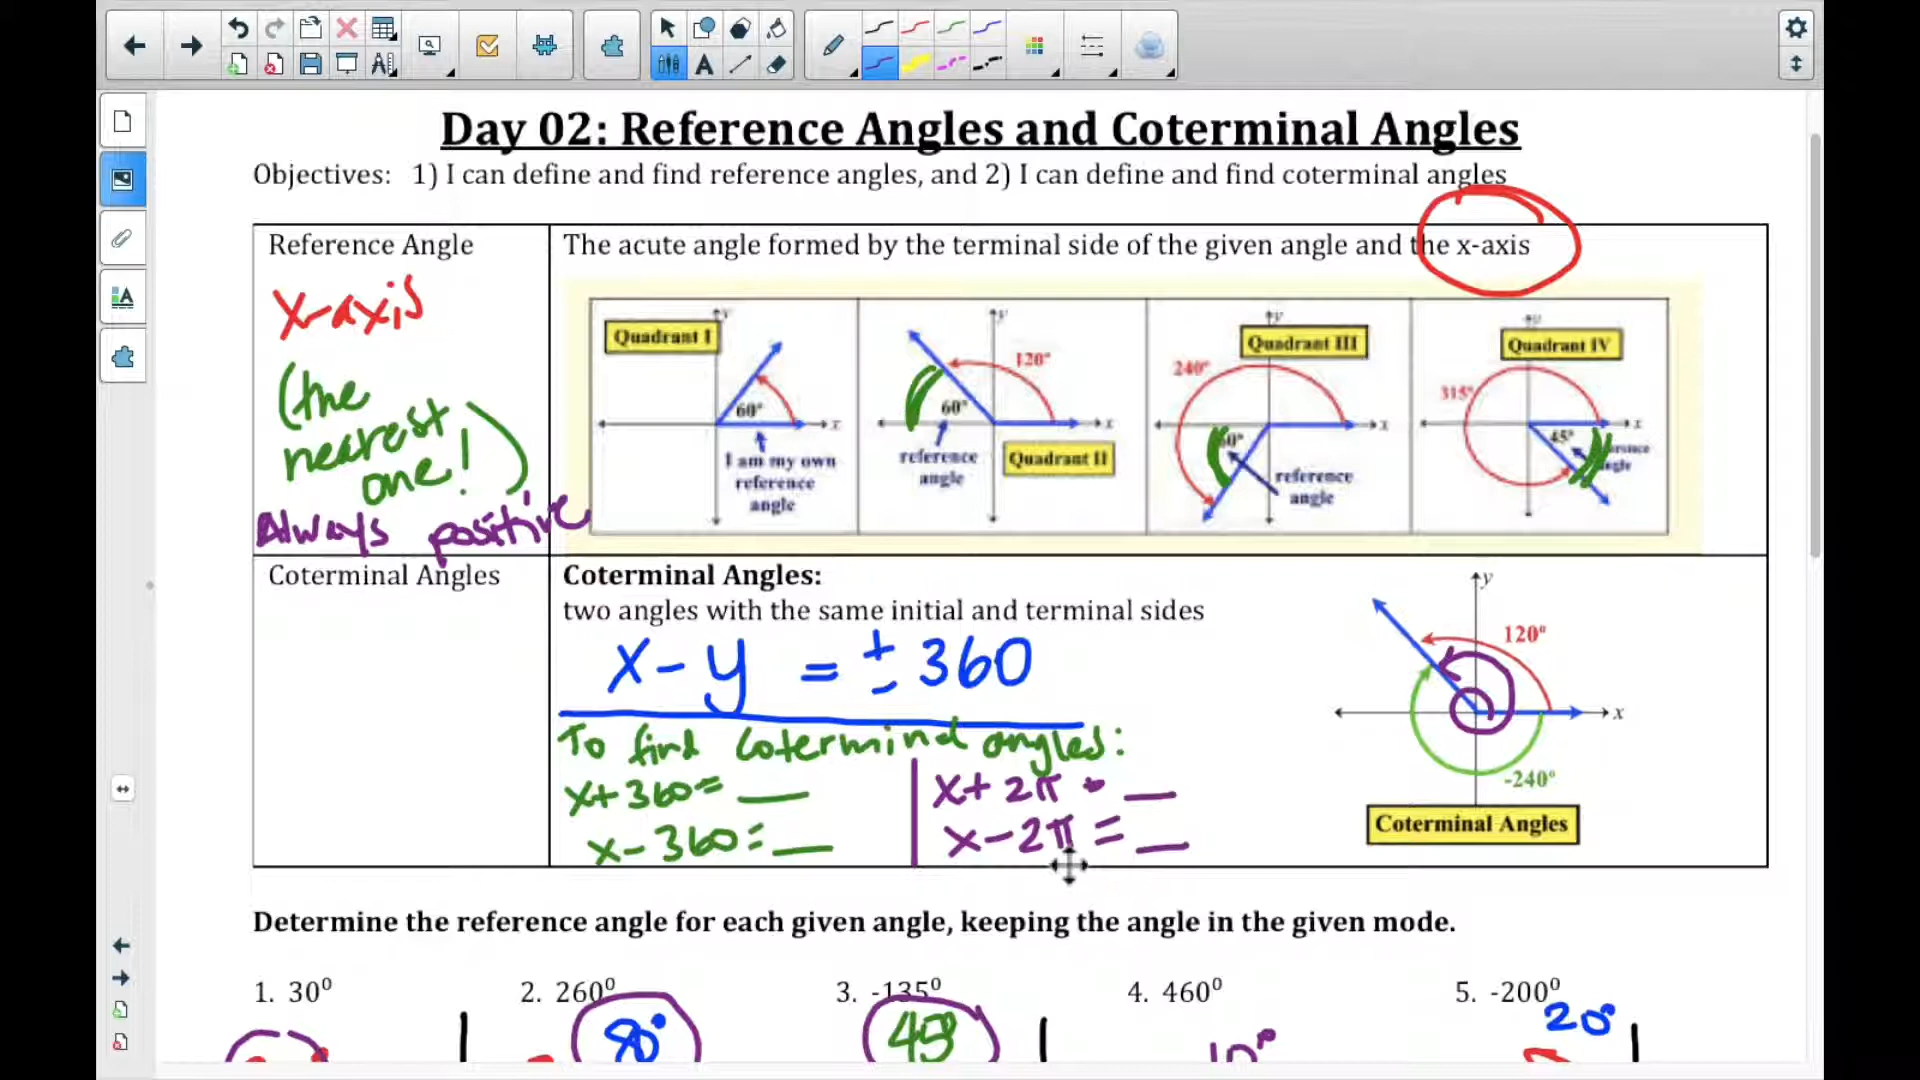 Day 02: Reference Angles and Coterminal Angles
Objectives: 1) I can define and find reference angles, and 2) I can define and find coterminal angles
Reference Angle
x-axis
(the
nearest
one!)
Always positive
The acute angle formed by the terminal side of the given angle and the x-axis
Quadrant I
y
60°
x
I am my own
reference
angle
y
120°
60°
x
reference
angle
Quadrant II
y
Quadrant III
240°
60°
x
reference
angle
y
Quadrant IV
315°
45°
x
Coterminal Angles
Coterminal Angles:
two angles with the same initial and terminal sides
x - y = ± 360
To find coterminal angles:
x + 360 = __
x - 360 = __
x + 2π = __
x - 2π = __
y
120°
x
-240°
Coterminal Angles
Determine the reference angle for each given angle, keeping the angle in the given mode.
1. 30⁰
2. 260⁰
3. -135⁰
4. 460⁰
5. -200⁰
80°
45°
20°